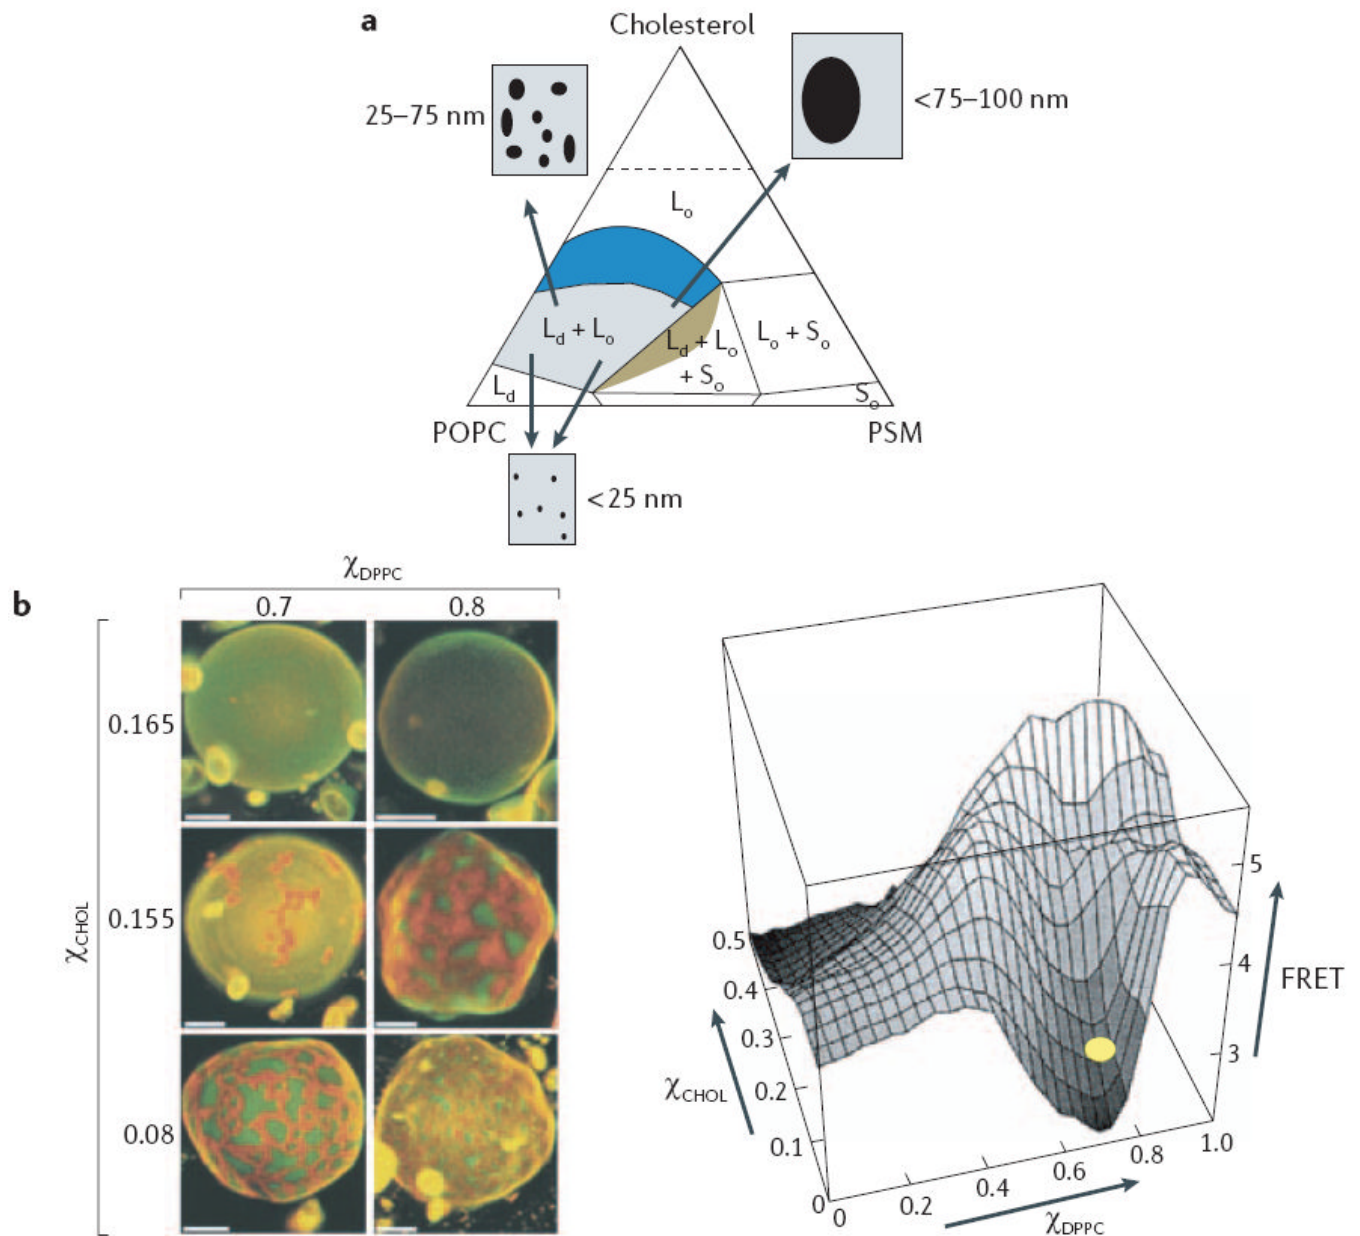 a
Cholesterol
25–75 nm
<75–100 nm
Lo
Ld + Lo
Ld + Lo
+ So
Lo + So
Ld
So
POPC
PSM
<25 nm
b
χDPPC
0.7
0.8
χCHOL
0.165
0.155
0.08
0.5
0.4
0.3
0.2
0.1
0
χCHOL
0
0.2
0.4
0.6
0.8
1.0
χDPPC
5
4
3
FRET